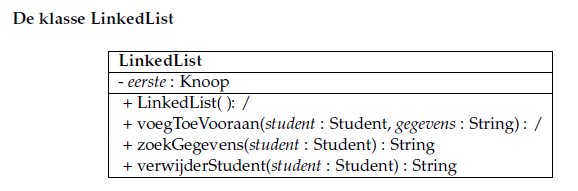 De klasse LinkedList
LinkedList
- eerste : Knoop
+ LinkedList( ): /
+ voegToeVooraan(student : Student, gegevens : String) : /
+ zoekGegevens(student : Student) : String
+ verwijderStudent(student : Student) : String